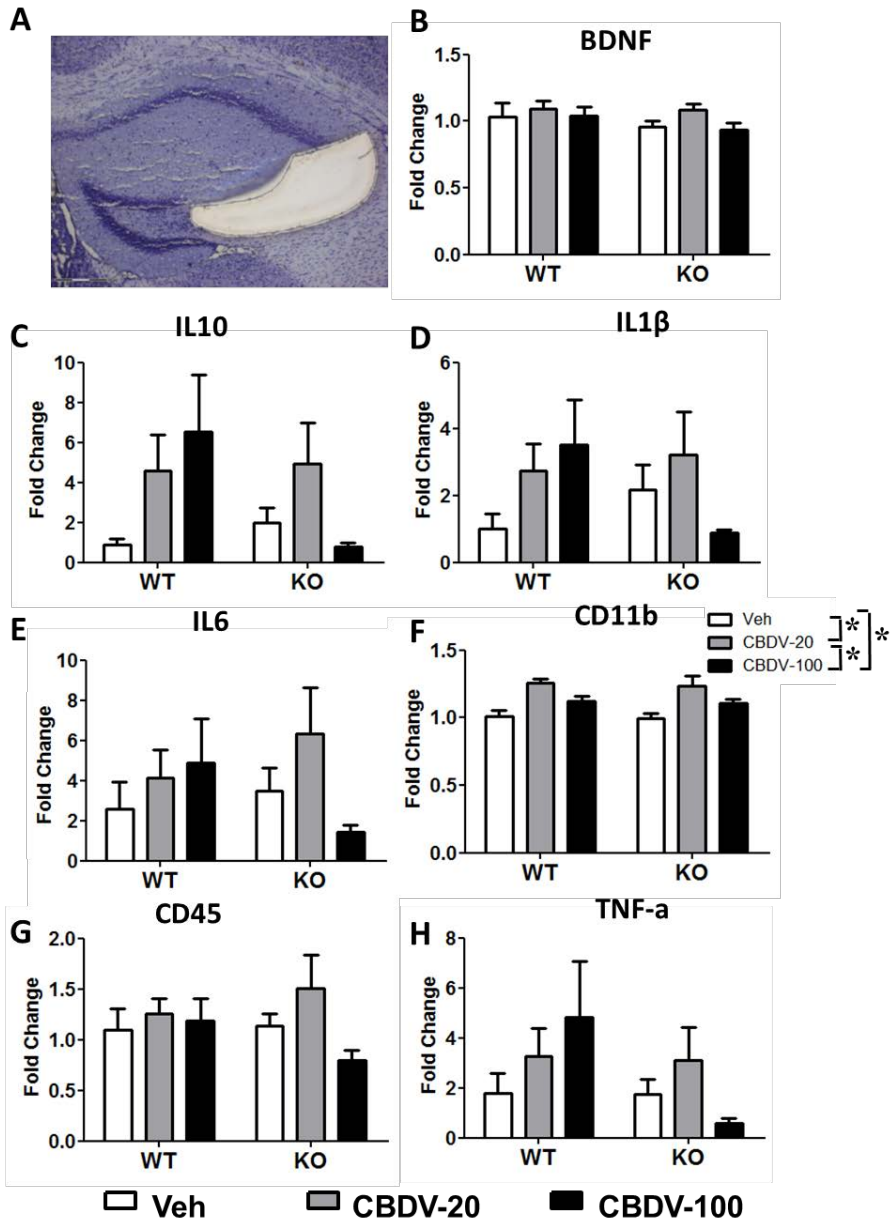 A
B
BDNF
1.5
1.0
0.5
0.0
Fold Change
WT KO
C
IL10
10
8
6
4
2
0
Fold Change
WT KO
D
IL1β
6
4
2
0
Fold Change
WT KO
E
IL6
10
8
6
4
2
0
Fold Change
WT KO
F
CD11b
Veh
CBDV-20
CBDV-100
*
*
*
1.5
1.0
0.5
0.0
Fold Change
WT KO
G
CD45
2.0
1.5
1.0
0.5
0.0
Fold Change
WT KO
H
TNF-a
8
6
4
2
0
Fold Change
WT KO
Veh CBDV-20 CBDV-100